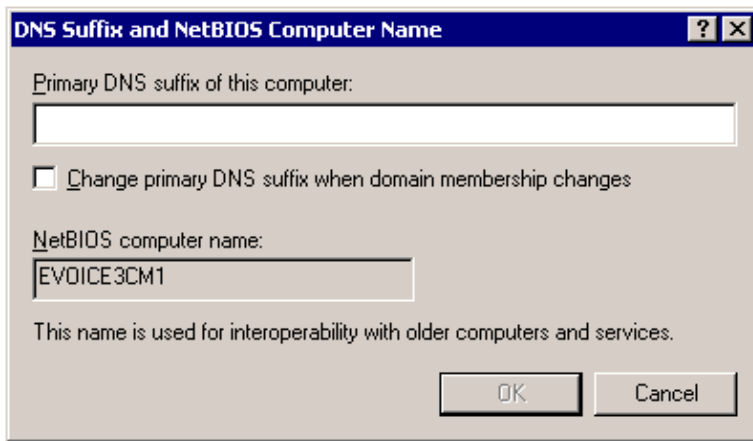 DNS Suffix and NetBIOS Computer Name
Primary DNS suffix of this computer:
Change primary DNS suffix when domain membership changes
NetBIOS computer name:
EVOICE3CM1
This name is used for interoperability with older computers and services.
OK Cancel